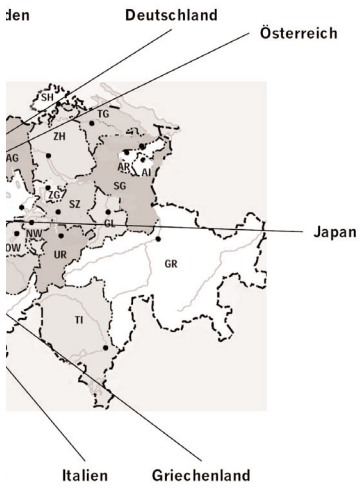 den
Deutschland
Österreich
SH
TG
ZH
AG
AR
AI
ZG
SG
SZ
GL
NW
Japan
OW
UR
GR
TI
Italien
Griechenland